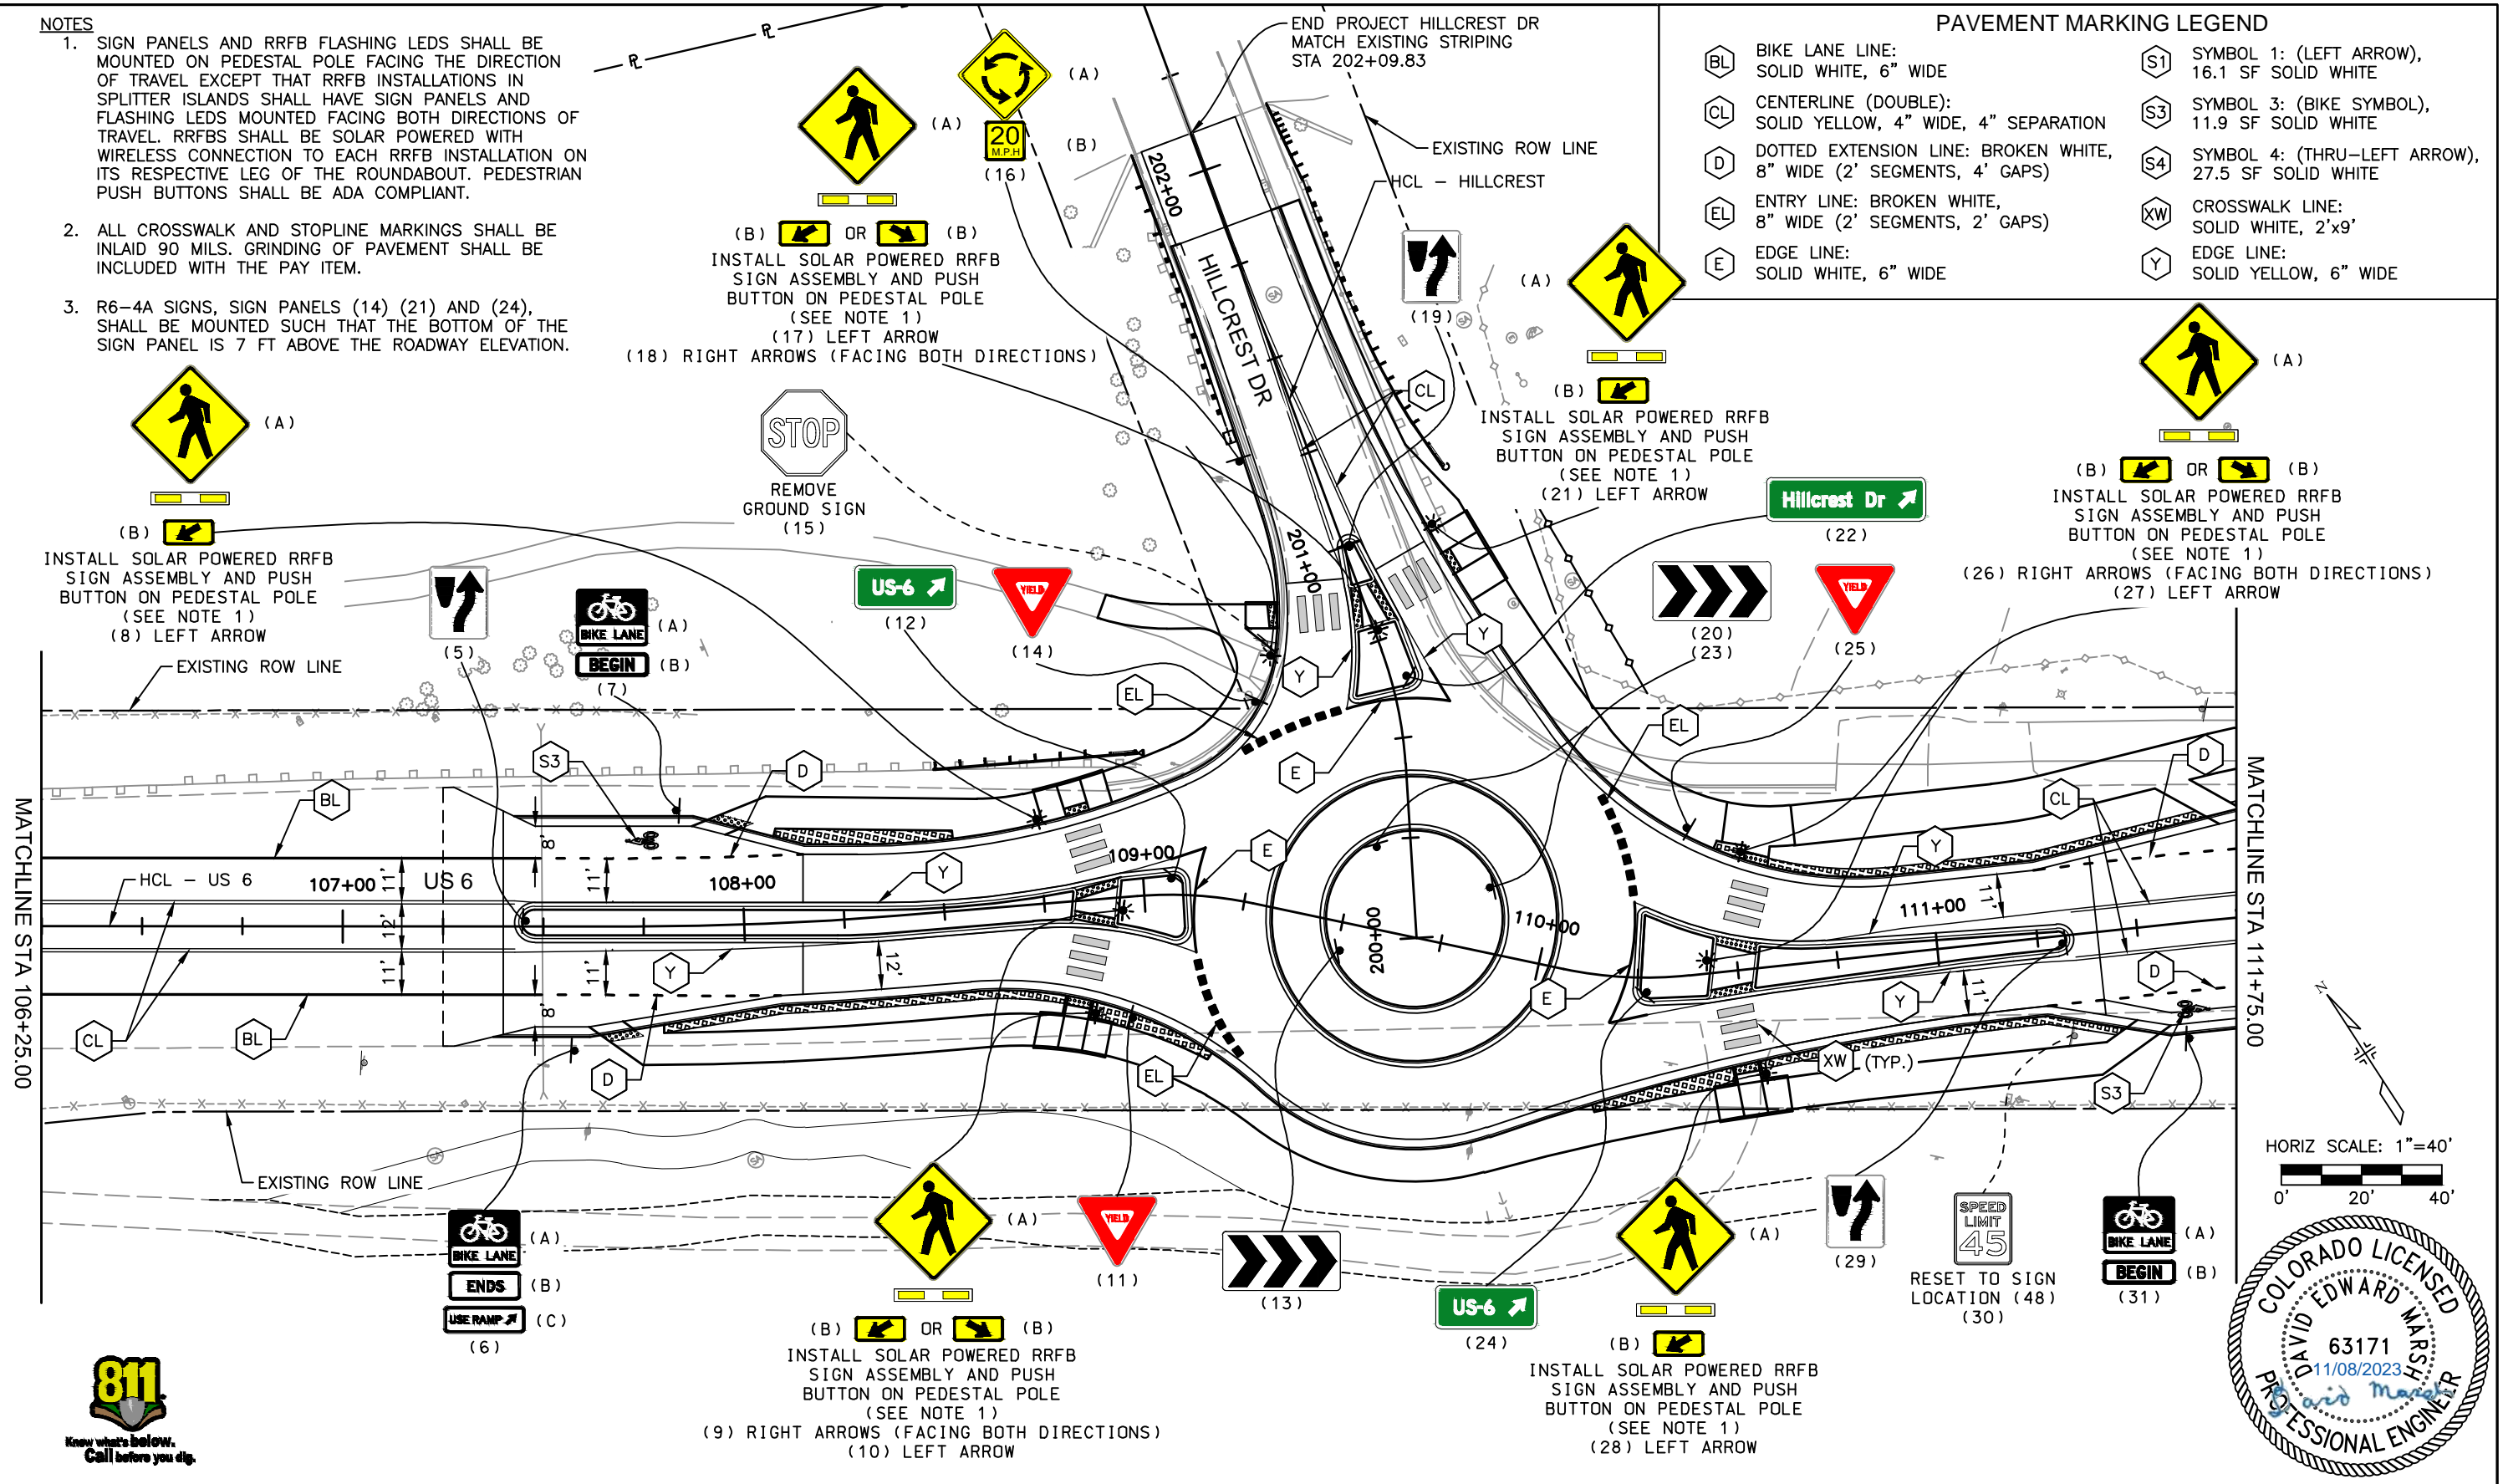 NOTES
1. SIGN PANELS AND RRFB FLASHING LEDS SHALL BE
MOUNTED ON PEDESTAL POLE FACING THE DIRECTION
OF TRAVEL EXCEPT THAT RRFB INSTALLATIONS IN
SPLITTER ISLANDS SHALL HAVE SIGN PANELS AND
FLASHING LEDS MOUNTED FACING BOTH DIRECTIONS OF
TRAVEL. RRFBS SHALL BE SOLAR POWERED WITH
WIRELESS CONNECTION TO EACH RRFB INSTALLATION ON
ITS RESPECTIVE LEG OF THE ROUNDABOUT. PEDESTRIAN
PUSH BUTTONS SHALL BE ADA COMPLIANT.
2. ALL CROSSWALK AND STOPLINE MARKINGS SHALL BE
INLAID 90 MILS. GRINDING OF PAVEMENT SHALL BE
INCLUDED WITH THE PAY ITEM.
3. R6-4A SIGNS, SIGN PANELS (14) (21) AND (24),
SHALL BE MOUNTED SUCH THAT THE BOTTOM OF THE
SIGN PANEL IS 7 FT ABOVE THE ROADWAY ELEVATION.
PAVEMENT MARKING LEGEND
BL BIKE LANE LINE:
SOLID WHITE, 6" WIDE
CL CENTERLINE (DOUBLE):
SOLID YELLOW, 4" WIDE, 4" SEPARATION
D DOTTED EXTENSION LINE: BROKEN WHITE,
8" WIDE (2' SEGMENTS, 4' GAPS)
EL ENTRY LINE: BROKEN WHITE,
8" WIDE (2' SEGMENTS, 2' GAPS)
E EDGE LINE:
SOLID WHITE, 6" WIDE
S1 SYMBOL 1: (LEFT ARROW),
16.1 SF SOLID WHITE
S3 SYMBOL 3: (BIKE SYMBOL),
11.9 SF SOLID WHITE
S4 SYMBOL 4: (THRU-LEFT ARROW),
27.5 SF SOLID WHITE
XW CROSSWALK LINE:
SOLID WHITE, 2'x9'
Y EDGE LINE:
SOLID YELLOW, 6" WIDE
END PROJECT HILLCREST DR
MATCH EXISTING STRIPING
STA 202+09.83
EXISTING ROW LINE
HCL - HILLCREST
PL
PL
(A)
20
M.P.H
(B)
(16)
(A)
(B) OR (B)
INSTALL SOLAR POWERED RRFB
SIGN ASSEMBLY AND PUSH
BUTTON ON PEDESTAL POLE
(SEE NOTE 1)
(17) LEFT ARROW
(18) RIGHT ARROWS (FACING BOTH DIRECTIONS)
202+00
HILLCREST DR
201+00
CL
(19)
(A)
(B)
INSTALL SOLAR POWERED RRFB
SIGN ASSEMBLY AND PUSH
BUTTON ON PEDESTAL POLE
(SEE NOTE 1)
(21) LEFT ARROW
(A)
(B) OR (B)
INSTALL SOLAR POWERED RRFB
SIGN ASSEMBLY AND PUSH
BUTTON ON PEDESTAL POLE
(SEE NOTE 1)
(26) RIGHT ARROWS (FACING BOTH DIRECTIONS)
(27) LEFT ARROW
(A)
(B)
INSTALL SOLAR POWERED RRFB
SIGN ASSEMBLY AND PUSH
BUTTON ON PEDESTAL POLE
(SEE NOTE 1)
(8) LEFT ARROW
STOP
REMOVE
GROUND SIGN
(15)
Hillcrest Dr
(22)
(5)
BIKE LANE (A)
BEGIN (B)
(7)
US-6
(12)
YIELD
(14)
(20)
(23)
YIELD
(25)
EXISTING ROW LINE
EL
Y
Y
E
EL
S3
D
BL
D
CL
MATCHLINE STA 106+25.00
MATCHLINE STA 111+75.00
HCL - US 6
107+00
US 6
108+00
109+00
110+00
111+00
200+00
8'
11'
12'
11'
11'
11'
8'
12'
11'
11'
Y
E
Y
Y
E
Y
D
CL
BL
D
EL
XW (TYP.)
S3
EXISTING ROW LINE
BIKE LANE (A)
ENDS (B)
USE RAMP (C)
(6)
(A)
(B) OR (B)
INSTALL SOLAR POWERED RRFB
SIGN ASSEMBLY AND PUSH
BUTTON ON PEDESTAL POLE
(SEE NOTE 1)
(9) RIGHT ARROWS (FACING BOTH DIRECTIONS)
(10) LEFT ARROW
YIELD
(11)
(13)
US-6
(24)
(A)
(B)
INSTALL SOLAR POWERED RRFB
SIGN ASSEMBLY AND PUSH
BUTTON ON PEDESTAL POLE
(SEE NOTE 1)
(28) LEFT ARROW
(29)
SPEED
LIMIT
45
RESET TO SIGN
LOCATION (48)
(30)
BIKE LANE (A)
BEGIN (B)
(31)
N
HORIZ SCALE: 1"=40'
0' 20' 40'
COLORADO LICENSED
DAVID EDWARD MARSH
63171
11/08/2023
David Marsh
PROFESSIONAL ENGINEER
811
Know what's below.
Call before you dig.